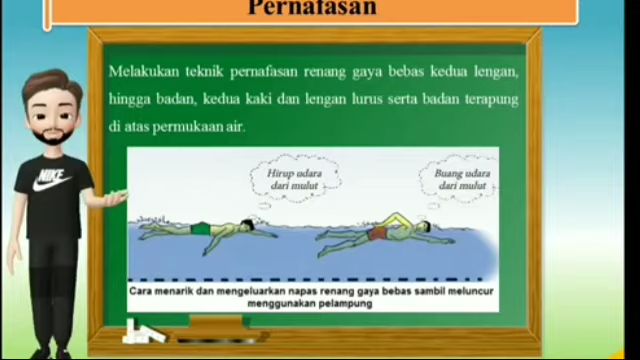 Pernafasan
Melakukan teknik pernafasan renang gaya bebas kedua lengan,
hingga badan, kedua kaki dan lengan lurus serta badan terapung
di atas permukaan air.
Hirup udara
dari mulut
Buang udara
dari mulut
NIKE
Cara menarik dan mengeluarkan napas renang gaya bebas sambil meluncur
menggunakan pelampung